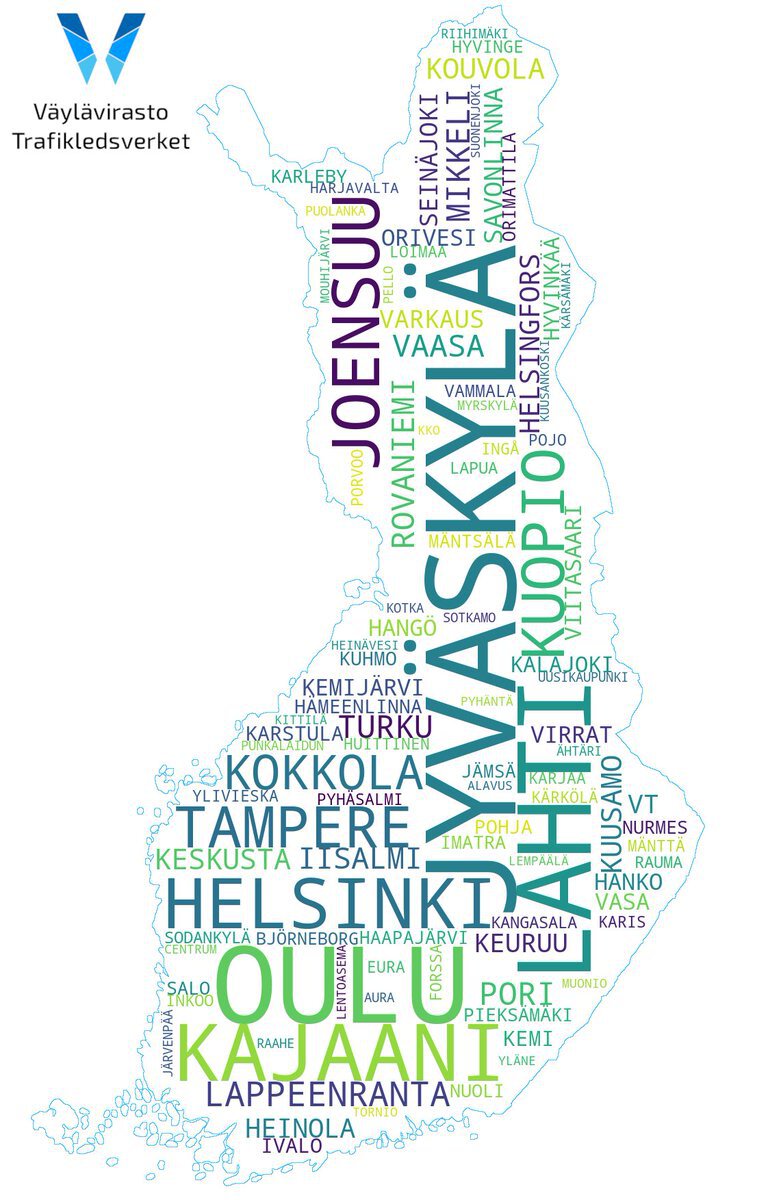 Väylävirasto
Trafikledsverket
RIIHIMÄKI
HYVINGE
KOUVOLA
SEINÄJOKI
MIKKELI
SUONENJOKI
SAVONLINNA
ORIMATTILA
KARLEBY
HARJAVALTA
PUOLANKA
JOENSUU
MOUHIJÄRVI
ORIVESI
LOIMAA
PELLO
HYVINKÄÄ
KÄRSÄMÄKI
HELSINGFORS
KUUSANKOSKI
VARKAUS
VAASA
JYVÄSKYLÄ
ROVANIEMI
VAMMALA
MYRSKYLÄ
KKO
INGÅ
POJO
LAPUA
PORVOO
KUOPIO
VIITASAARI
MÄNTSÄLÄ
KOTKA
SOTKAMO
HANGÖ
HEINÄVESI
KUHMO
KALAJOKI
UUSIKAUPUNKI
KEMIJÄRVI
HÄMEENLINNA
PYHÄNTÄ
LAHTI
KITTILÄ
TURKU
KARSTULA
PUNKALAIDUN
HUITTINEN
VIRRAT
ÄHTÄRI
KOKKOLA
JÄMSÄ
KARJAA
ALAVUS
KUUSAMO
YLIVIESKA
PYHÄSALMI
KÄRKÖLÄ
VT
TAMPERE
POHJA
NURMES
IMATRA
MÄNTTÄ
KESKUSTA
IISALMI
LEMPÄÄLÄ
RAUMA
HANKO
HELSINKI
VASA
KANGASALA
KARIS
SODANKYLÄ
BJÖRNEBORG
HAAPAJÄRVI
KEURUU
CENTRUM
OULU
LENTOASEMA
EURA
FORSSA
SALO
INKOO
AURA
PORI
MUONIO
PIEKSÄMÄKI
JÄRVENPÄÄ
KAJAANI
RAAHE
KEMI
YLÄNE
LAPPEENRANTA
NUOLI
TORNIO
HEINOLA
IVALO